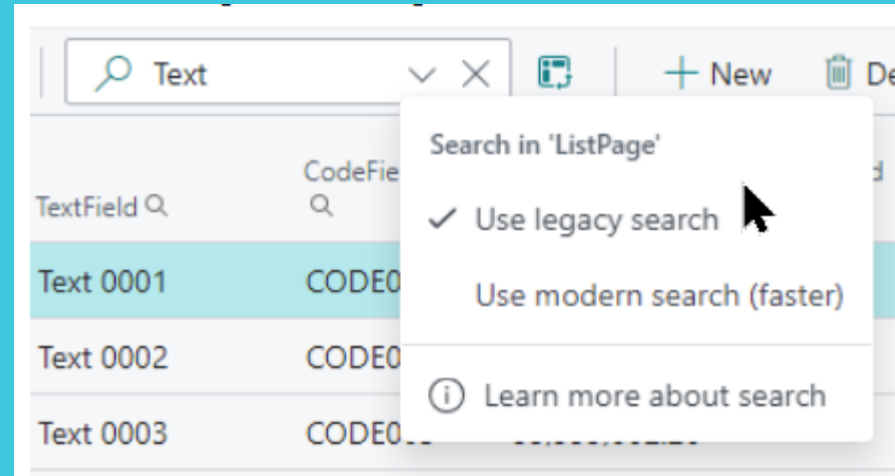 Text
New
Search in 'ListPage'
TextField
Use legacy search
Text 0001
Use modern search (faster)
Text 0002
Learn more about search
Text 0003